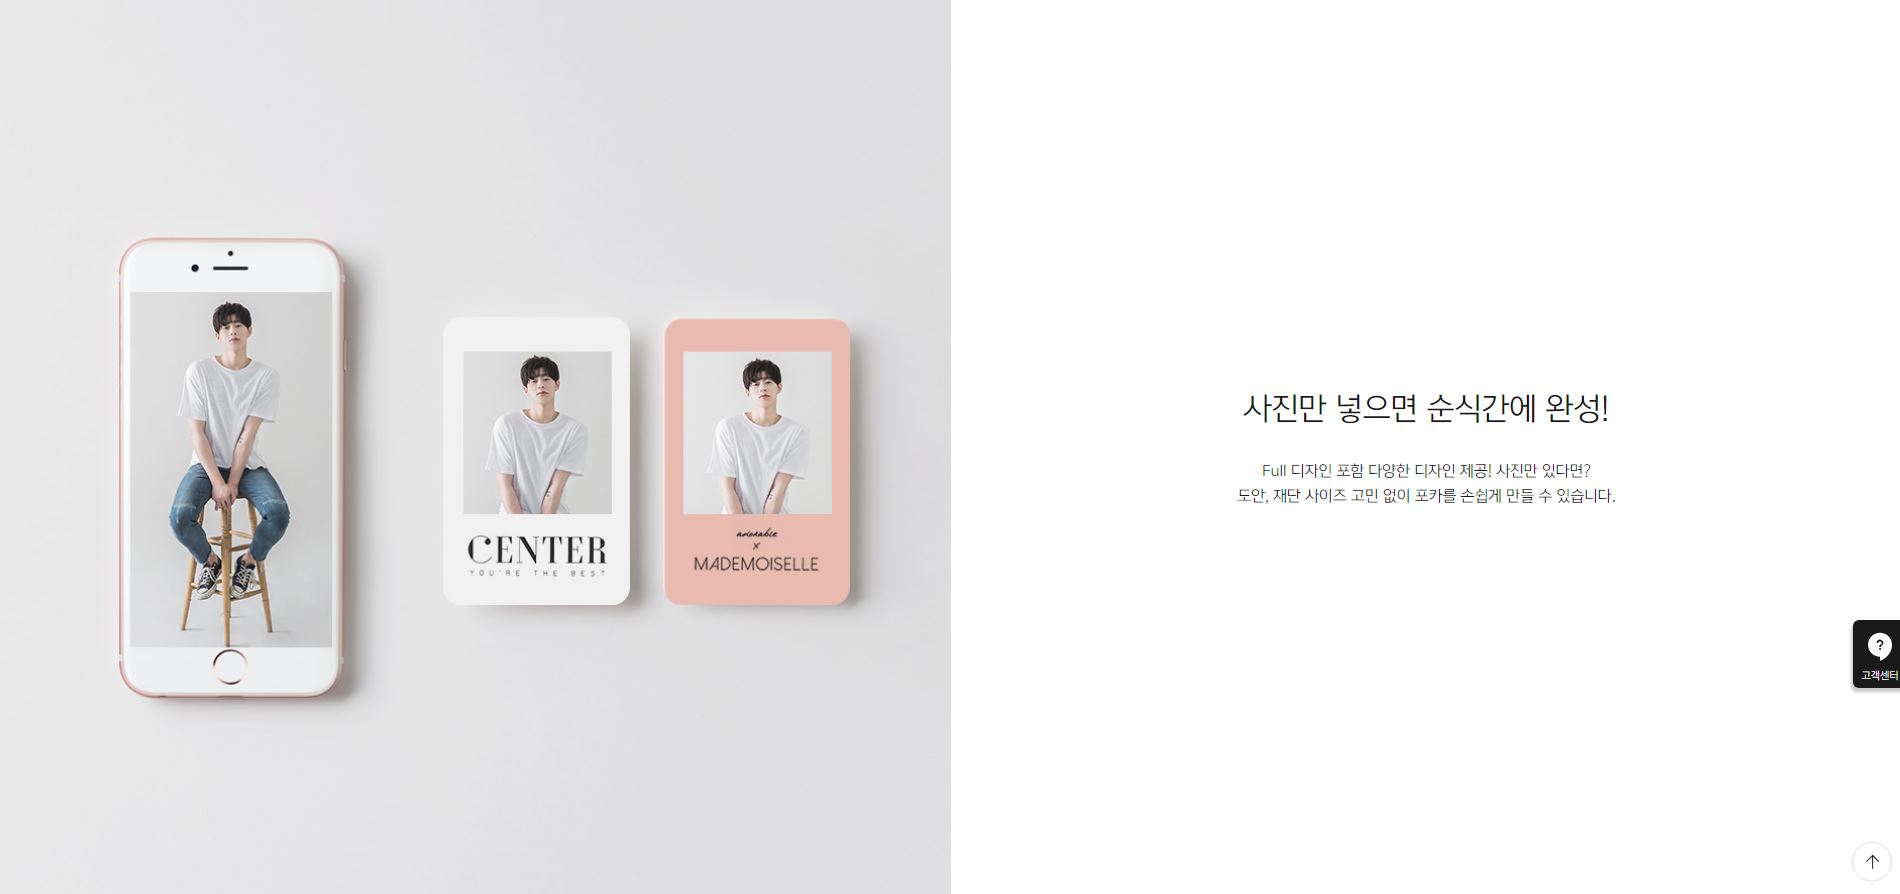 CENTER
YOU'RE THE BEST
adorable
x
MADEMOISELLE
사진만 넣으면 순식간에 완성!
Full 디자인 포함 다양한 디자인 제공! 사진만 있다면?
도안, 재단 사이즈 고민 없이 포카를 손쉽게 만들 수 있습니다.
?
고객센터